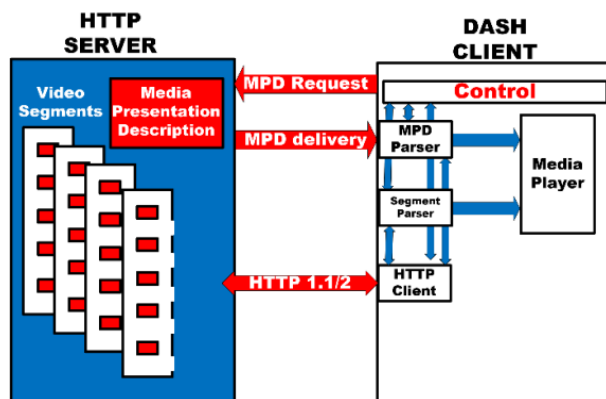 HTTP
SERVER
Video
Segments
Media
Presentation
Description
MPD Request
MPD delivery
HTTP 1.1/2
DASH
CLIENT
Control
MPD
Parser
Segment Parser
HTTP
Client
Media
Player